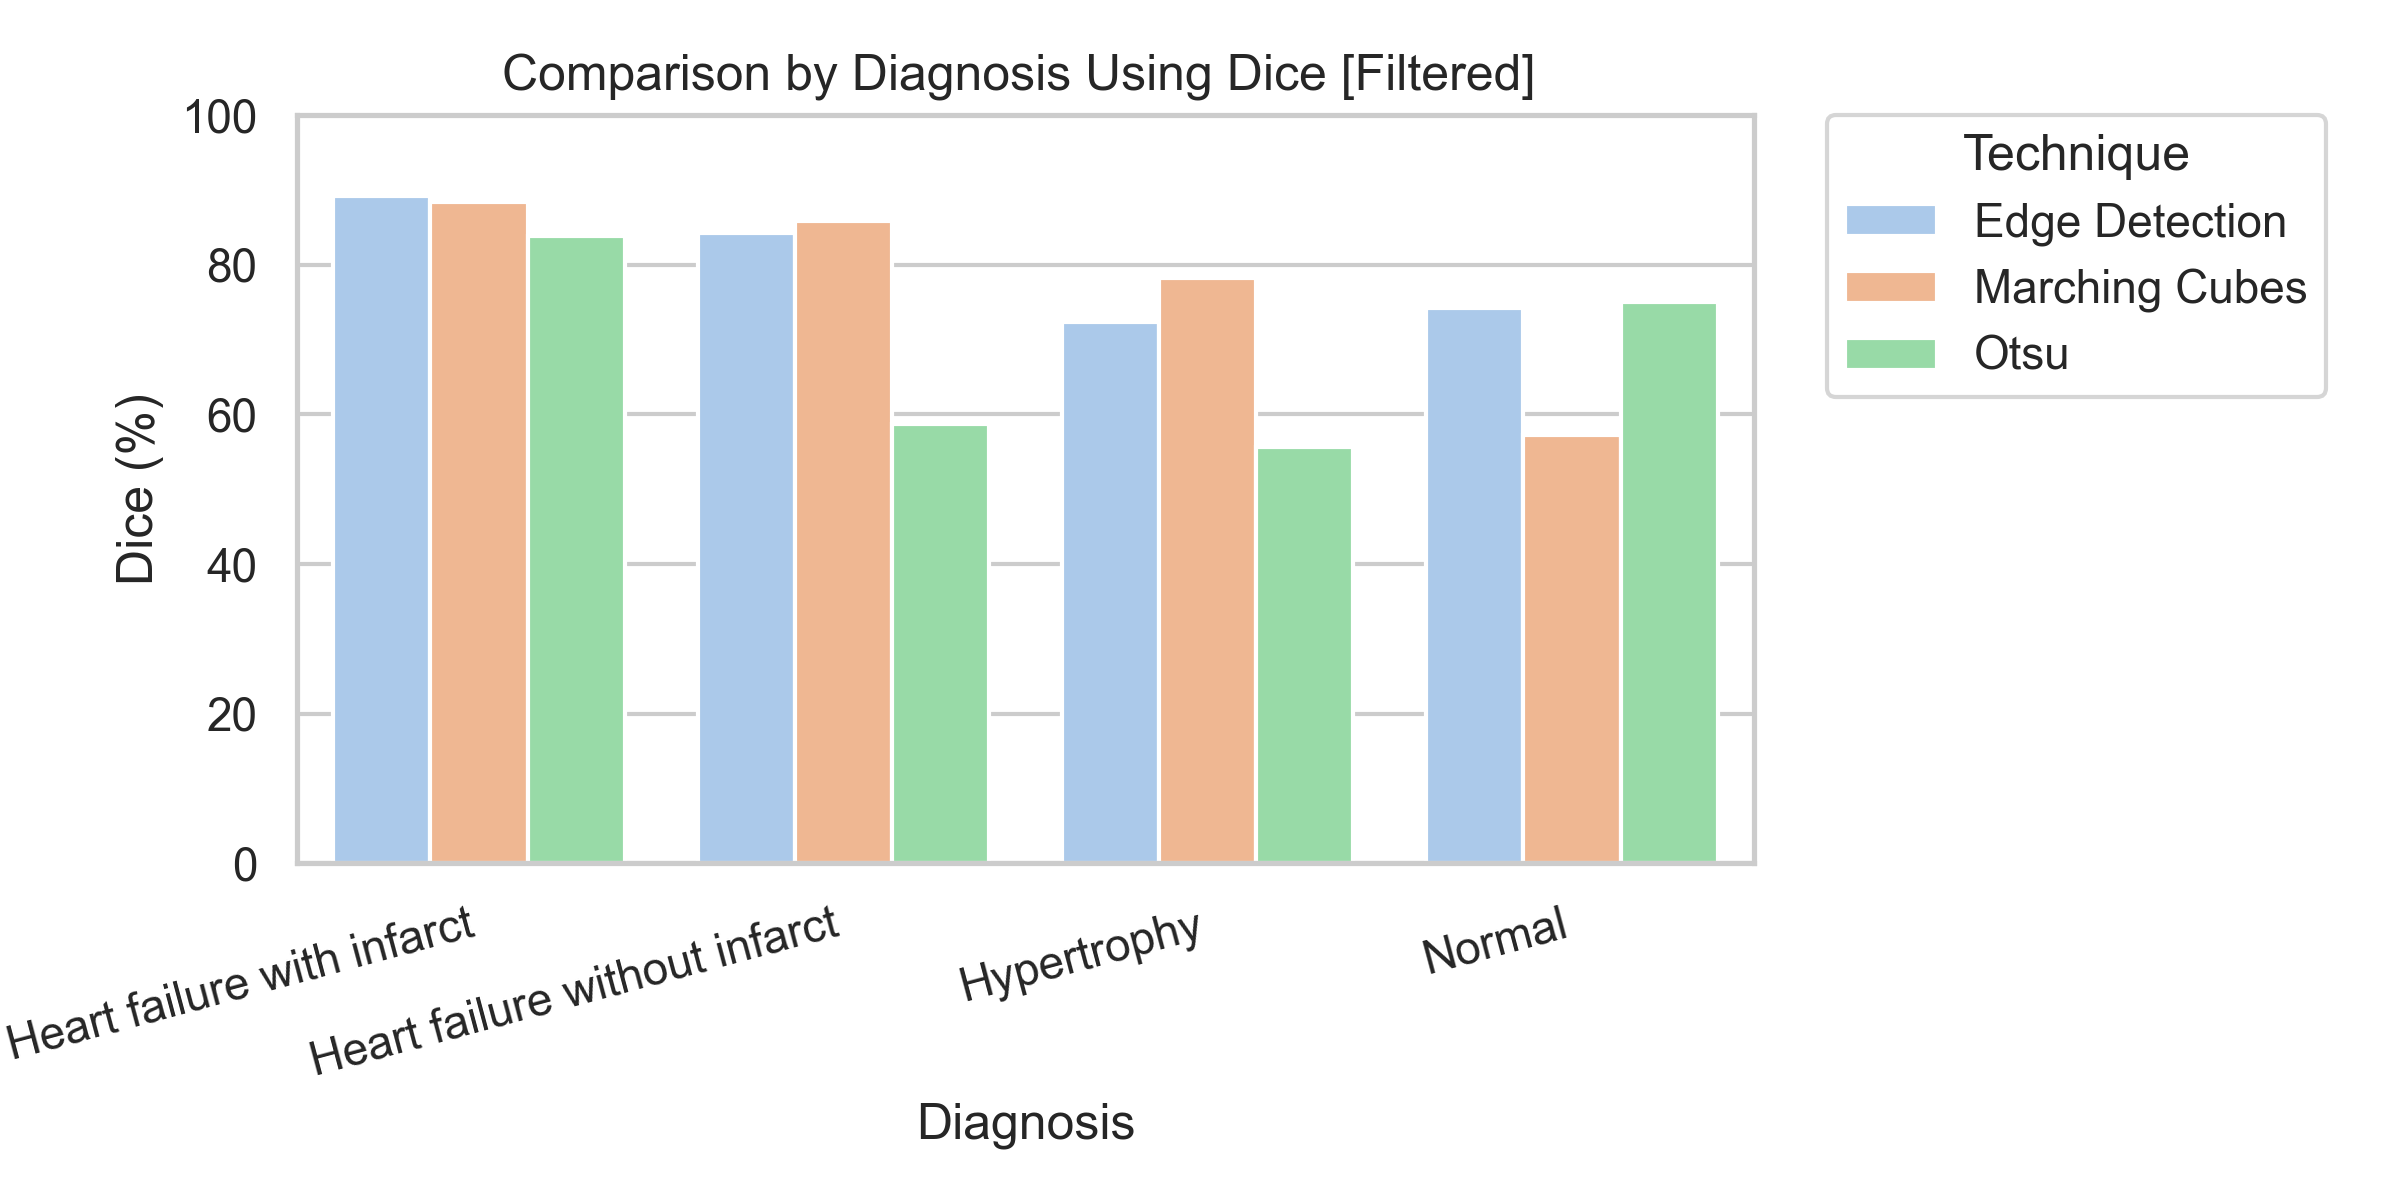 Comparison by Diagnosis Using Dice [Filtered]
100
80
60
40
20
0
Dice (%)
Heart failure with infarct
Heart failure without infarct
Hypertrophy
Normal
Diagnosis
Technique
Edge Detection
Marching Cubes
Otsu